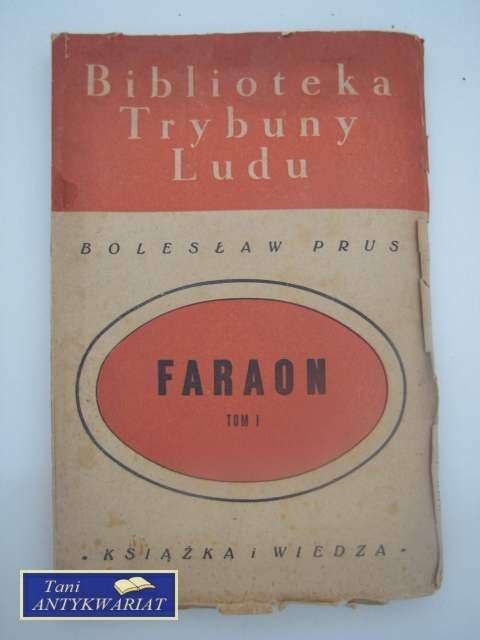 Biblioteka
Trybuny
Ludu
BOLESŁAW PRUS
FARAON
TOM I
• KSIĄŻKA i WIEDZA •
Tani
ANTYKWARIAT